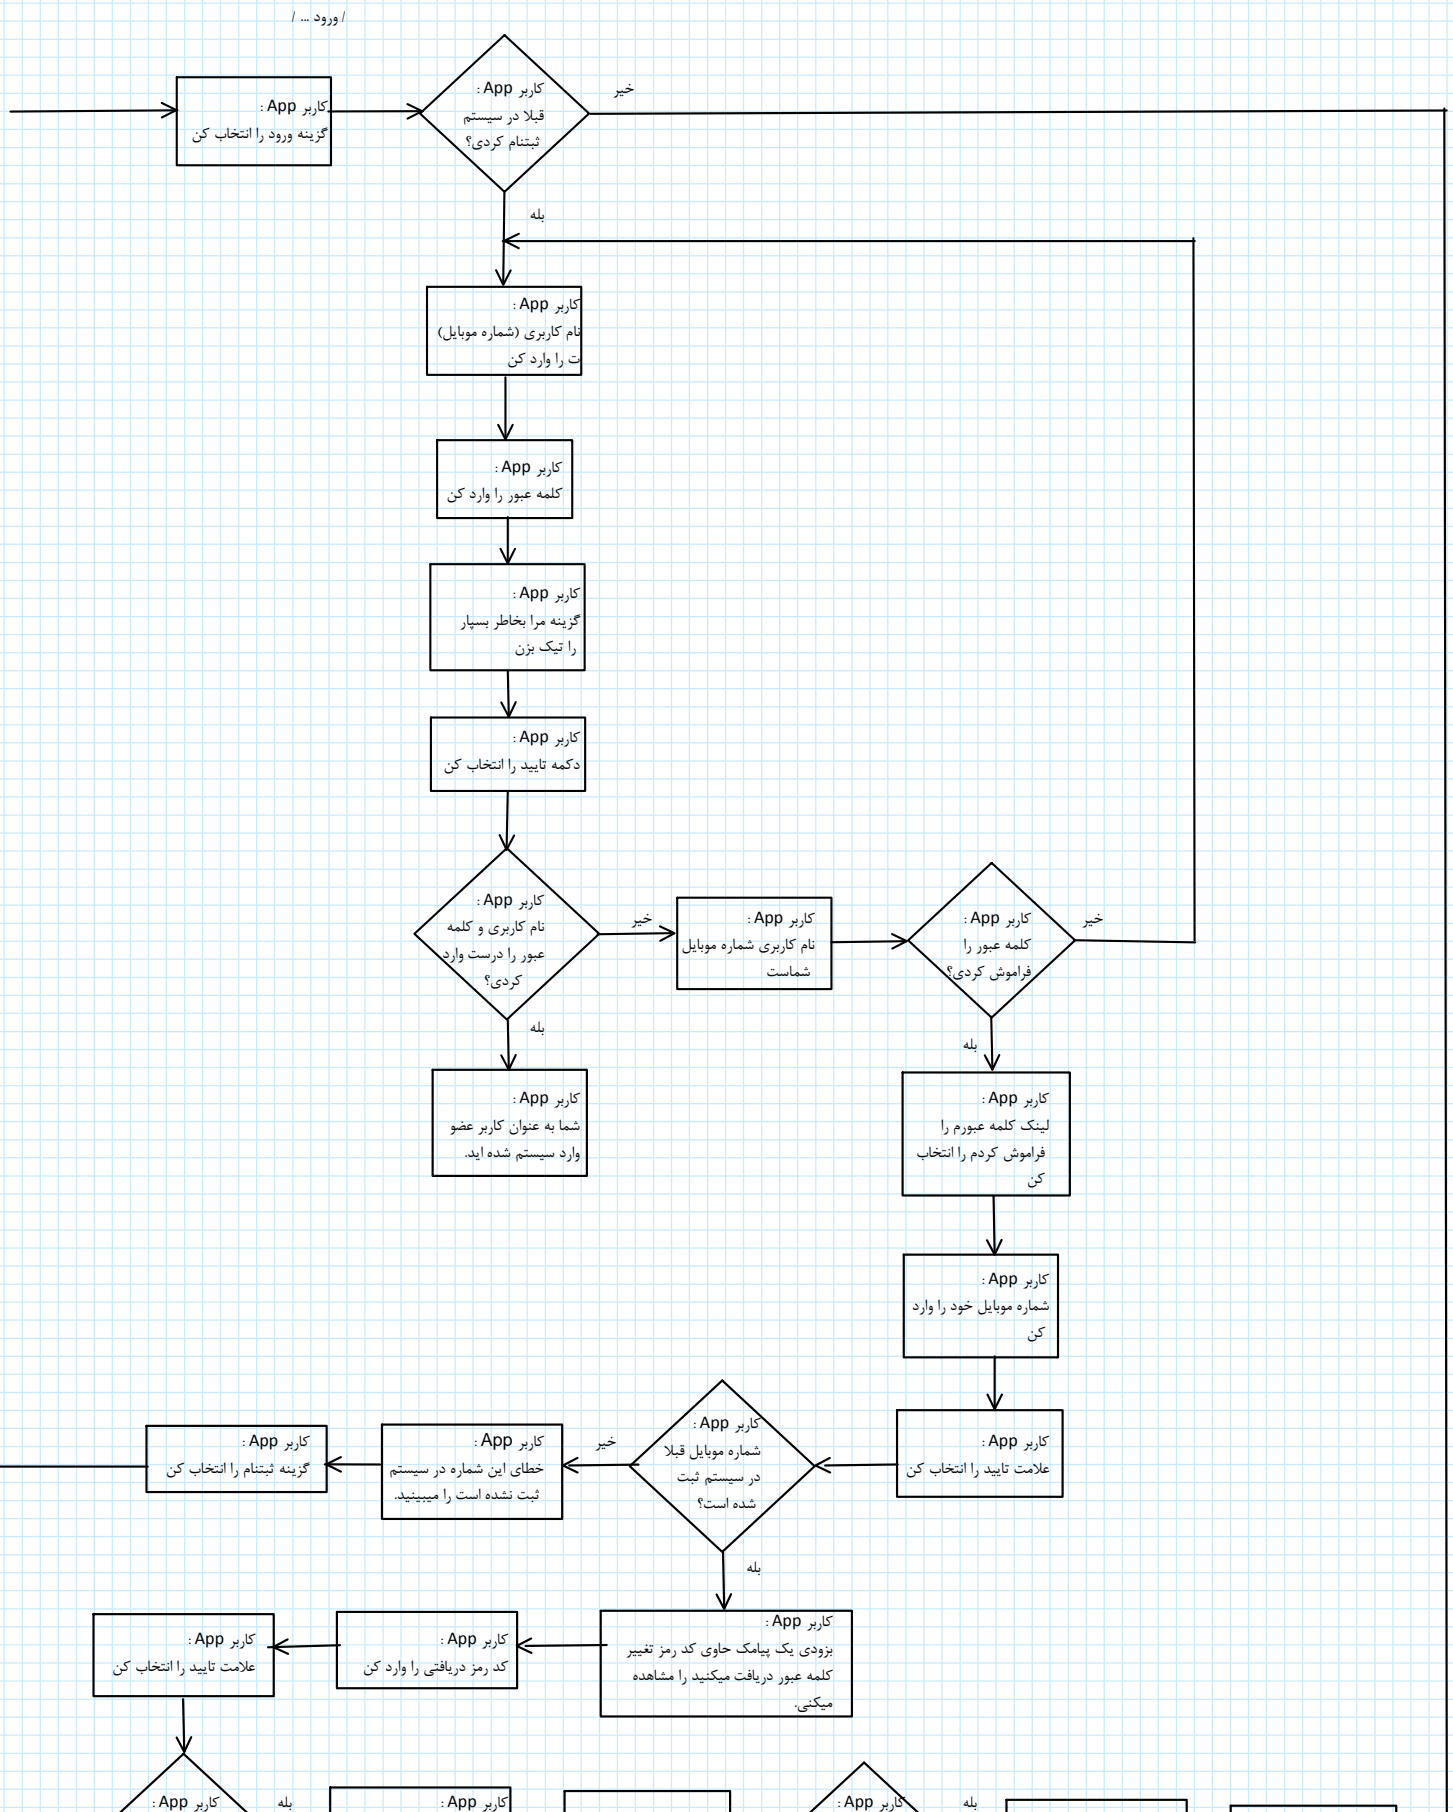 / ورود ... /
کاربر App :
گزینه ورود را انتخاب کن
کاربر App :
قبلا در سیستم
ثبتنام کردی؟
خیر
بله
کاربر App :
نام کاربری (شماره موبایل)
ت را وارد کن
کاربر App :
کلمه عبور را وارد کن
کاربر App :
گزینه مرا بخاطر بسپار
را تیک بزن
کاربر App :
دکمه تایید را انتخاب کن
کاربر App :
نام کاربری و کلمه
عبور را درست وارد
کردی؟
خیر
کاربر App :
نام کاربری شماره موبایل
شماست
کاربر App :
کلمه عبور را
فراموش کردی؟
خیر
بله
بله
کاربر App :
شما به عنوان کاربر عضو
وارد سیستم شده اید.
کاربر App :
لینک کلمه عبورم را
فراموش کردم را انتخاب
کن
کاربر App :
شماره موبایل خود را وارد
کن
کاربر App :
علامت تایید را انتخاب کن
کاربر App :
شماره موبایل قبلا
در سیستم ثبت
شده است؟
خیر
کاربر App :
خطای این شماره در سیستم
ثبت نشده است را میبینید.
کاربر App :
گزینه ثبتنام را انتخاب کن
بله
کاربر App :
بزودی یک پیامک حاوی کد رمز تغییر
کلمه عبور دریافت میکنید را مشاهده
میکنی.
کاربر App :
کد رمز دریافتی را وارد کن
کاربر App :
علامت تایید را انتخاب کن
کاربر App :
بله
کاربر App :
کاربر App :
بله